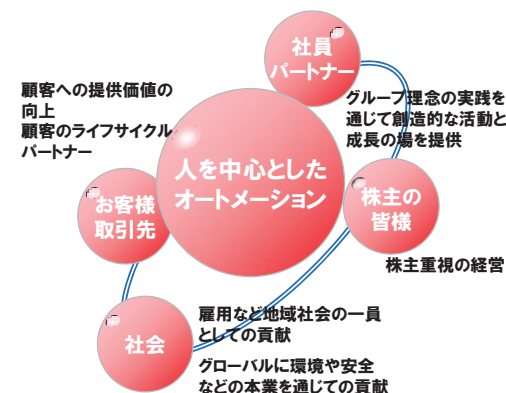 社員
パートナー
顧客への提供価値の
向上
顧客のライフサイクル
パートナー
グループ理念の実践を
通じて創造的な活動と
成長の場を提供
人を中心とした
オートメーション
お客様
取引先
株主の
皆様
株主重視の経営
社会
雇用など地域社会の一員
としての貢献
グローバルに環境や安全
などの本業を通じての貢献